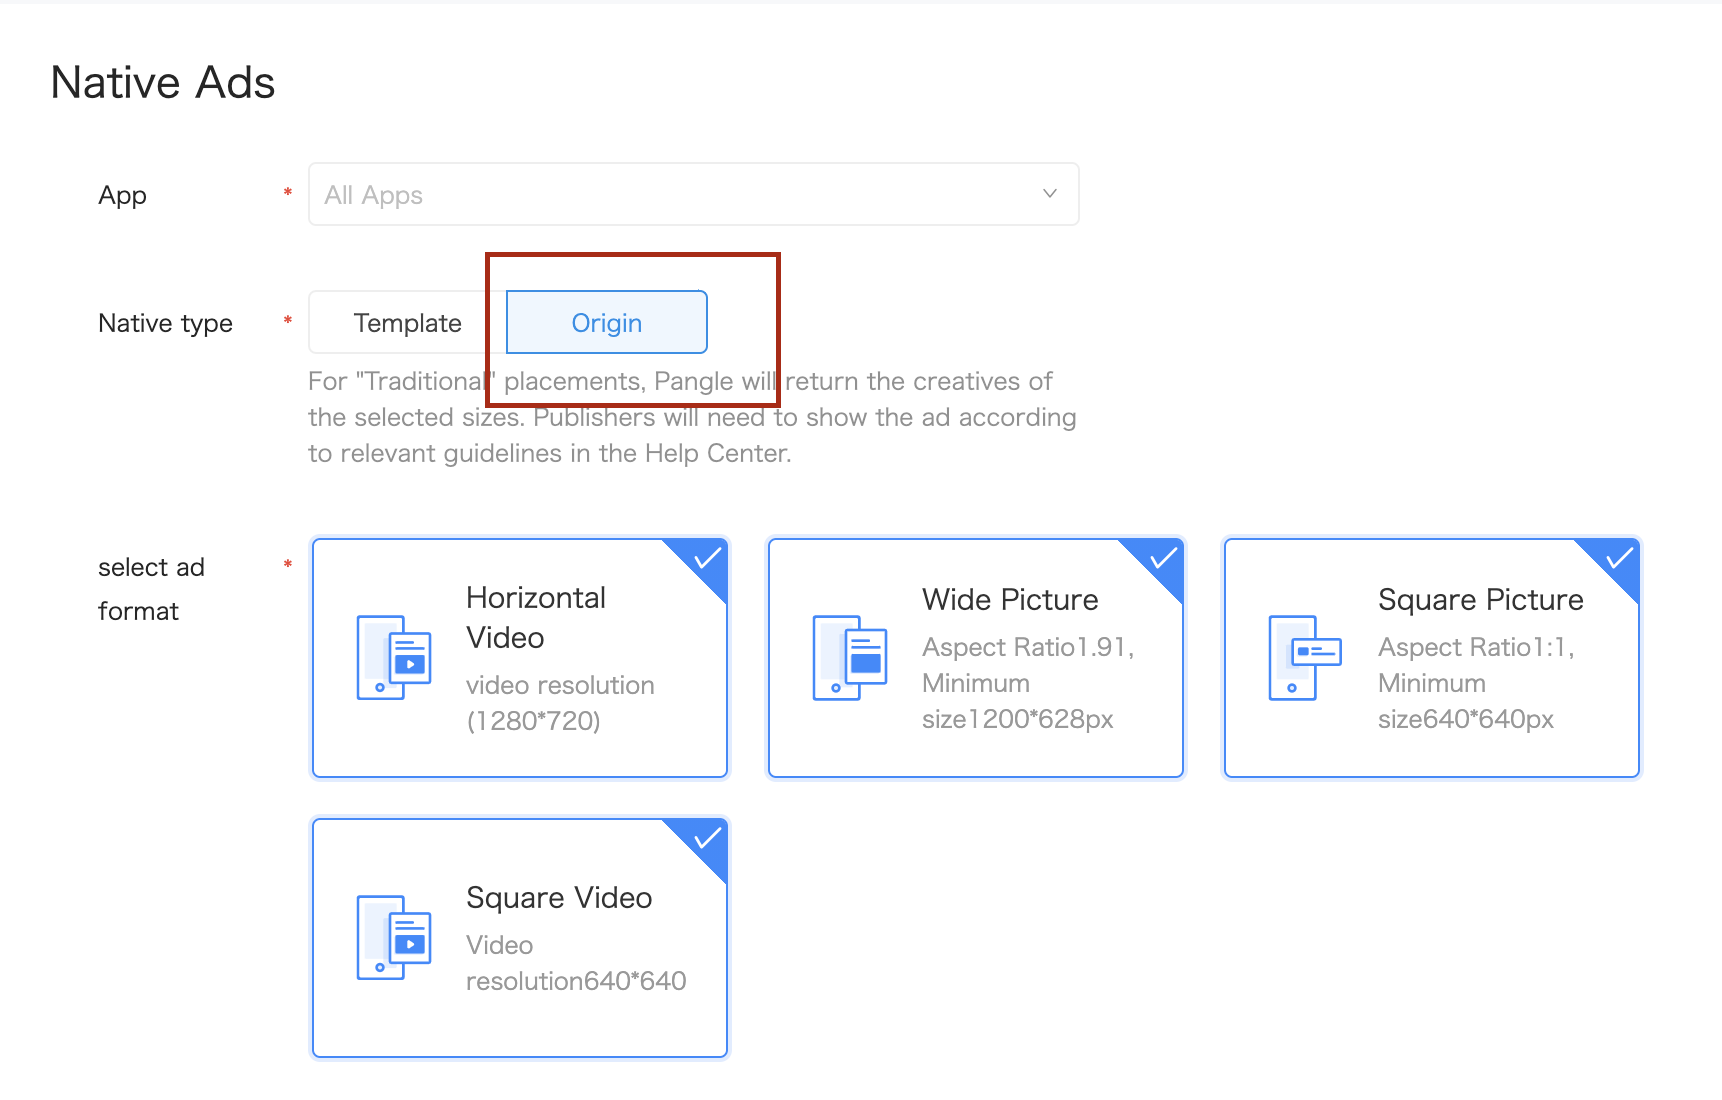 Native Ads
App *
All Apps
Native type *
Template
Origin
For "Traditional" placements, Pangle will return the creatives of
the selected sizes. Publishers will need to show the ad according
to relevant guidelines in the Help Center.
select ad *
format
Horizontal
Video
video resolution
(1280*720)
Wide Picture
Aspect Ratio1.91,
Minimum
size1200*628px
Square Picture
Aspect Ratio1:1,
Minimum
size640*640px
Square Video
Video
resolution640*640